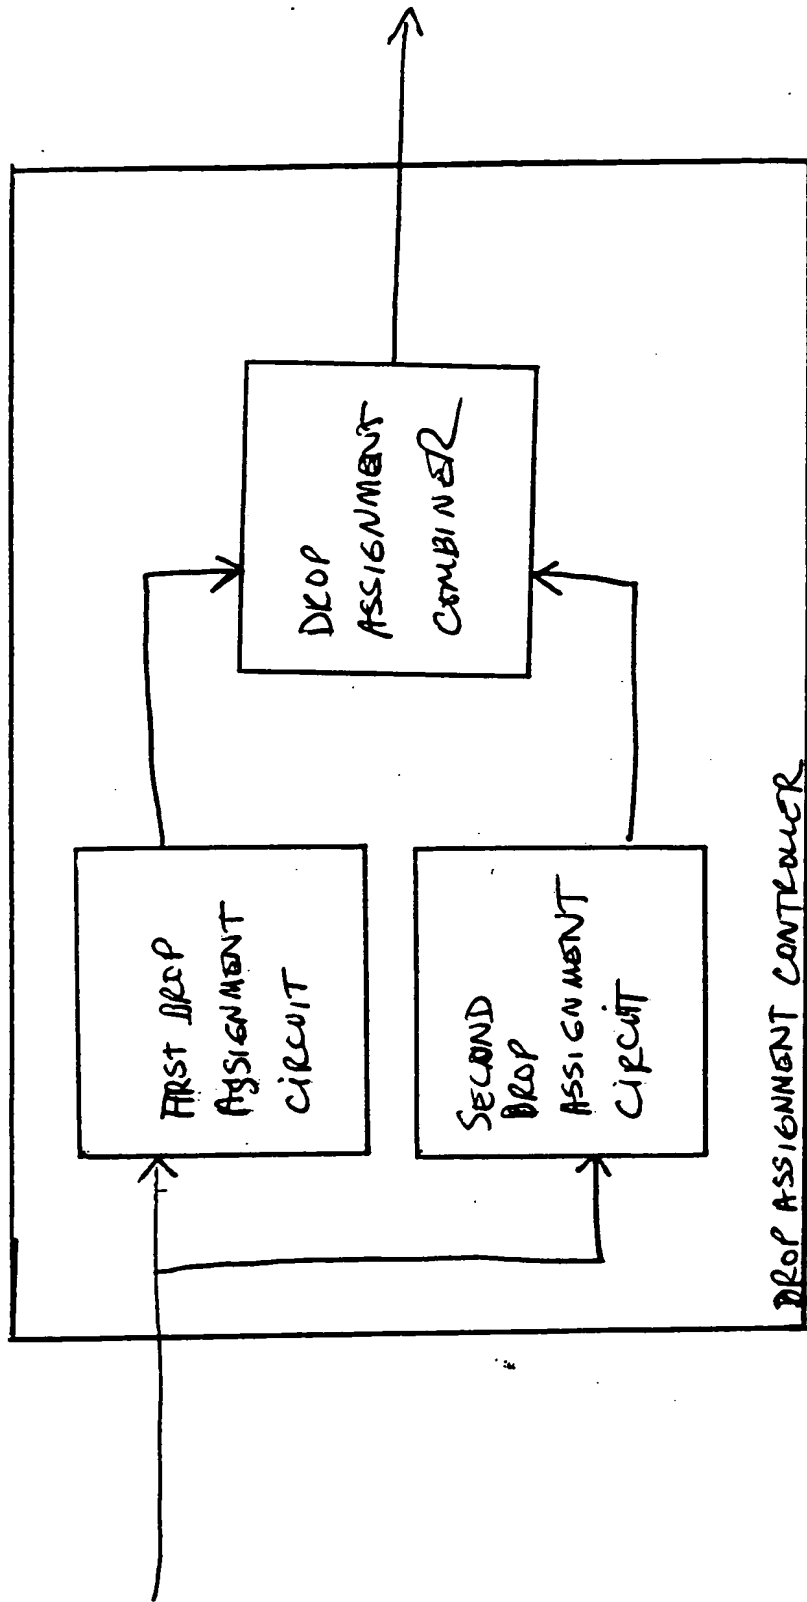 FIRST DROP
ASSIGNMENT
CIRCUIT
SECOND
DROP
ASSIGNMENT
CIRCUIT
DROP
ASSIGNMENT
COMBINER
DROP ASSIGNMENT CONTROLLER